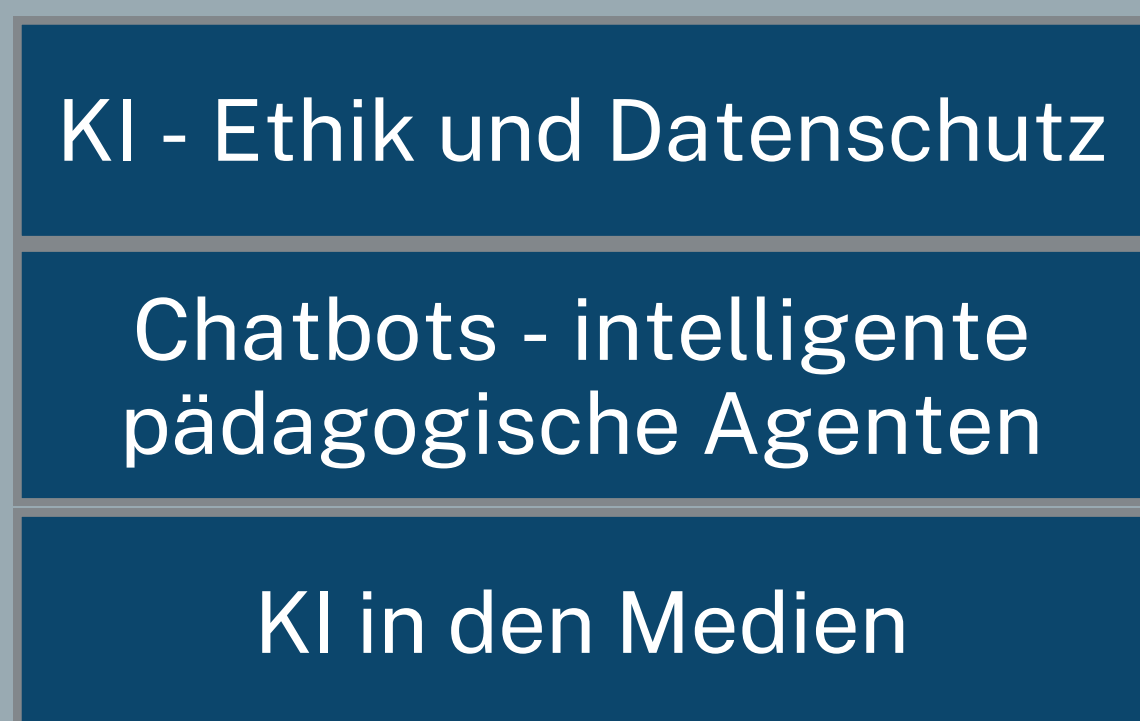 KI - Ethik und Datenschutz
Chatbots - intelligente
pädagogische Agenten
KI in den Medien